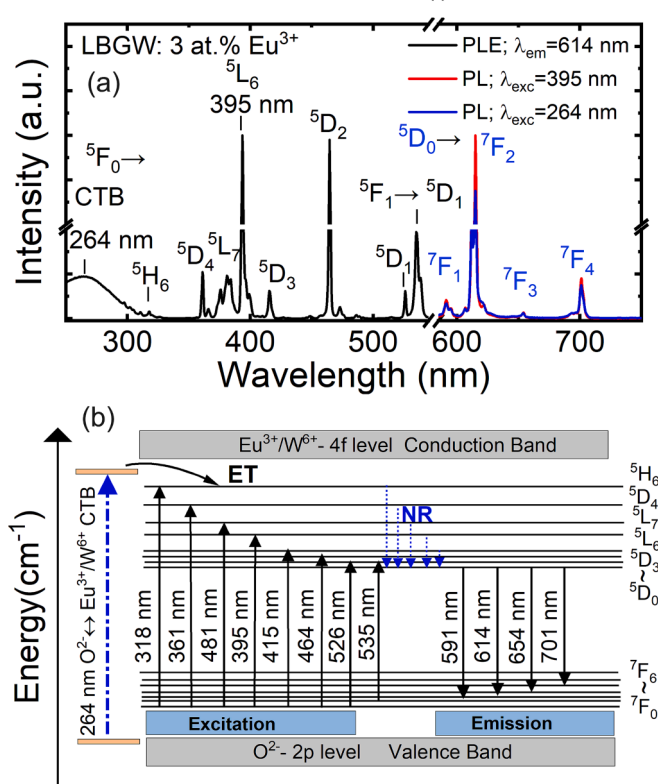 LBGW: 3 at.% Eu³⁺
(a)
⁵L₆
395 nm
PLE; λem=614 nm
PL; λexc=395 nm
PL; λexc=264 nm
⁵F₀→
CTB
264 nm
⁵H₆
⁵D₄
⁵L₇
⁵D₃
⁵D₂
⁵F₁→ ⁵D₁
⁵D₁
⁵D₀→
⁷F₂
⁷F₁
⁷F₃
⁷F₄
Intensity (a.u.)
300 400 500 600 700
Wavelength (nm)
(b)
Eu³⁺/W⁶⁺- 4f level Conduction Band
ET
NR
⁵H₆
⁵D₄
⁵L₇
⁵L₆
⁵D₃
~
⁵D₀
Energy(cm⁻¹)
264 nm O²⁻↔ Eu³⁺/W⁶⁺ CTB
318 nm
361 nm
481 nm
395 nm
415 nm
464 nm
526 nm
535 nm
591 nm
614 nm
654 nm
701 nm
⁷F₆
~
⁷F₀
Excitation
Emission
O²⁻- 2p level Valence Band